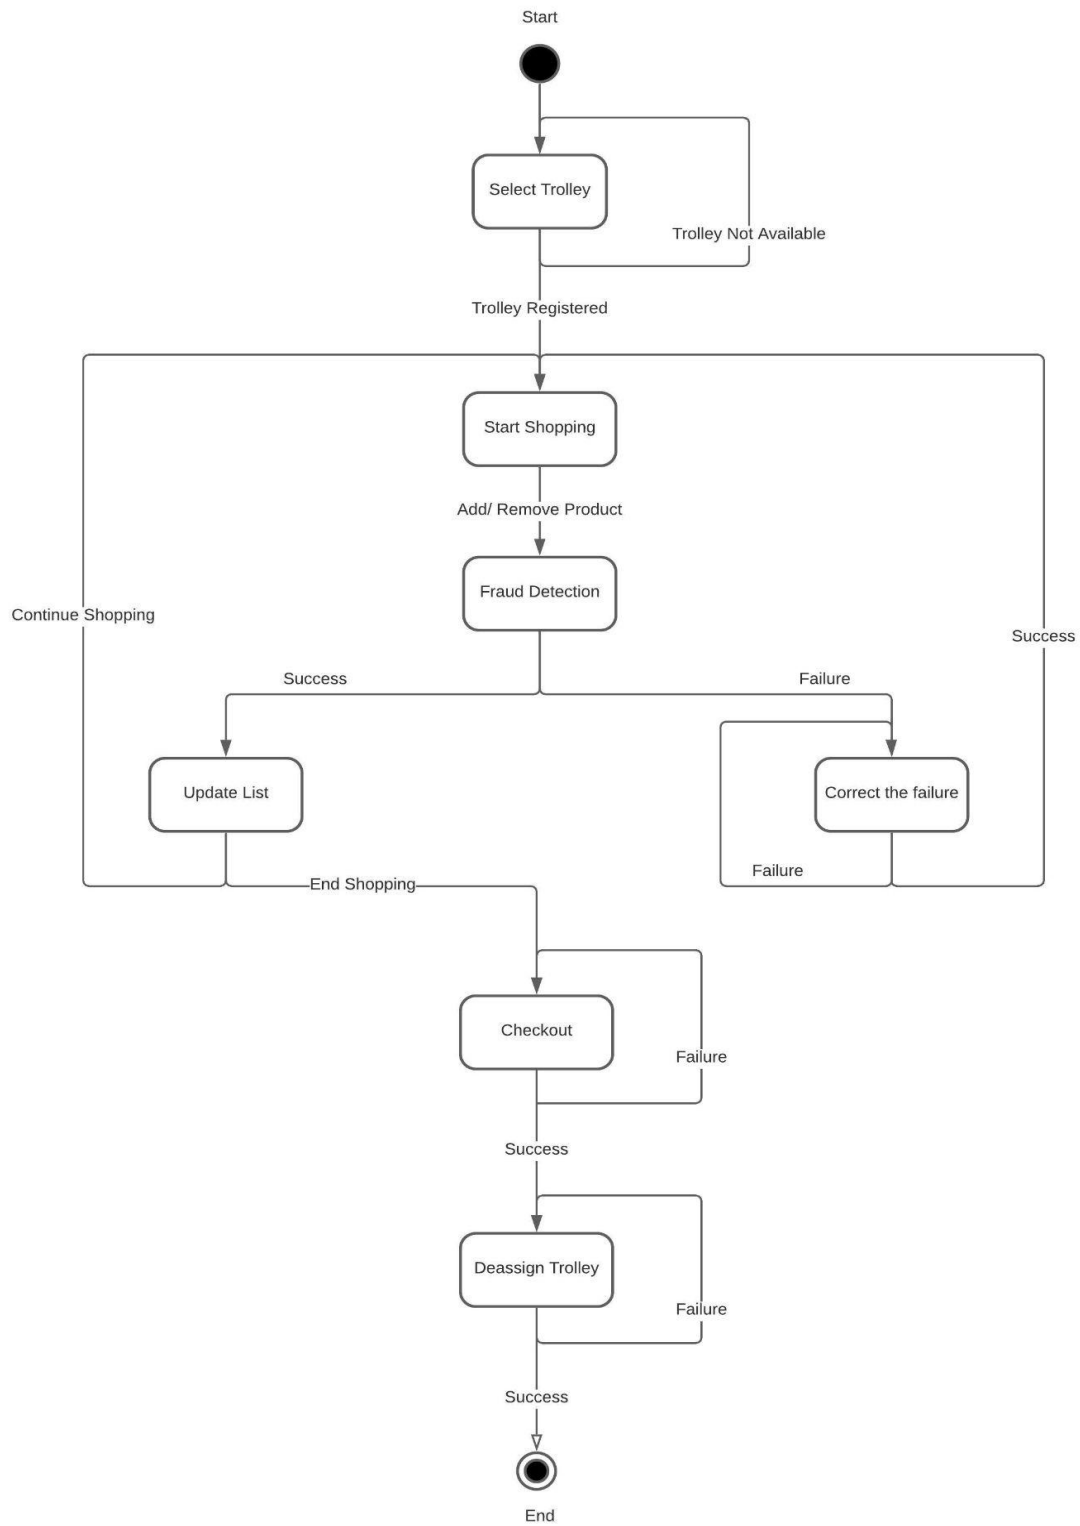 Start
Select Trolley
Trolley Not Available
Trolley Registered
Start Shopping
Add/ Remove Product
Fraud Detection
Continue Shopping
Success
Success
Failure
Update List
Correct the failure
Failure
End Shopping
Checkout
Failure
Success
Deassign Trolley
Failure
Success
End